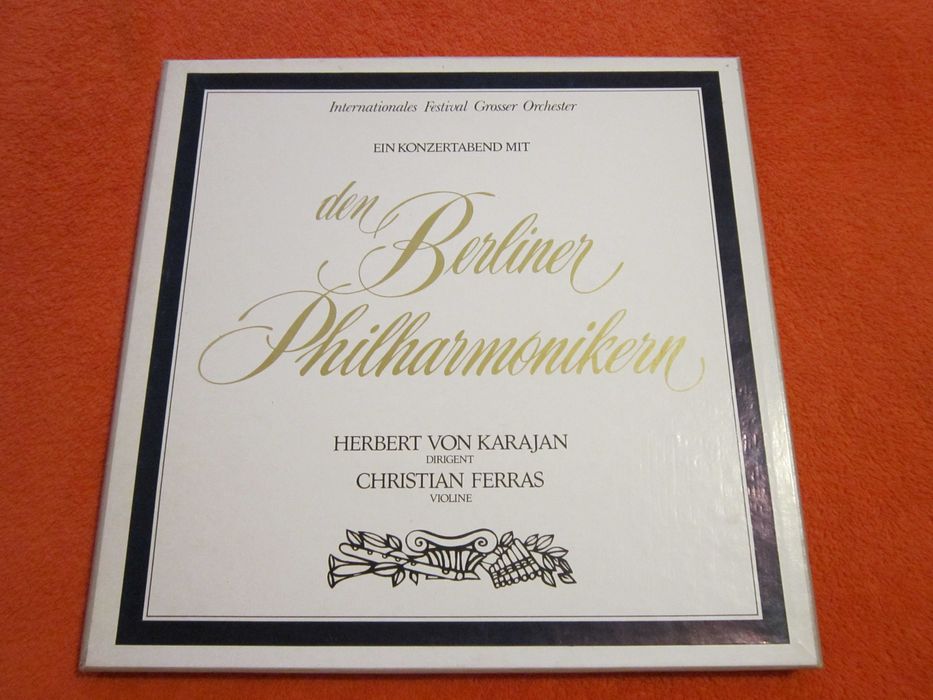 Internationales Festival Grosser Orchester
EIN KONZERTABEND MIT
den
Berliner
Philharmonikern
HERBERT VON KARAJAN
DIRIGENT
CHRISTIAN FERRAS
VIOLINE